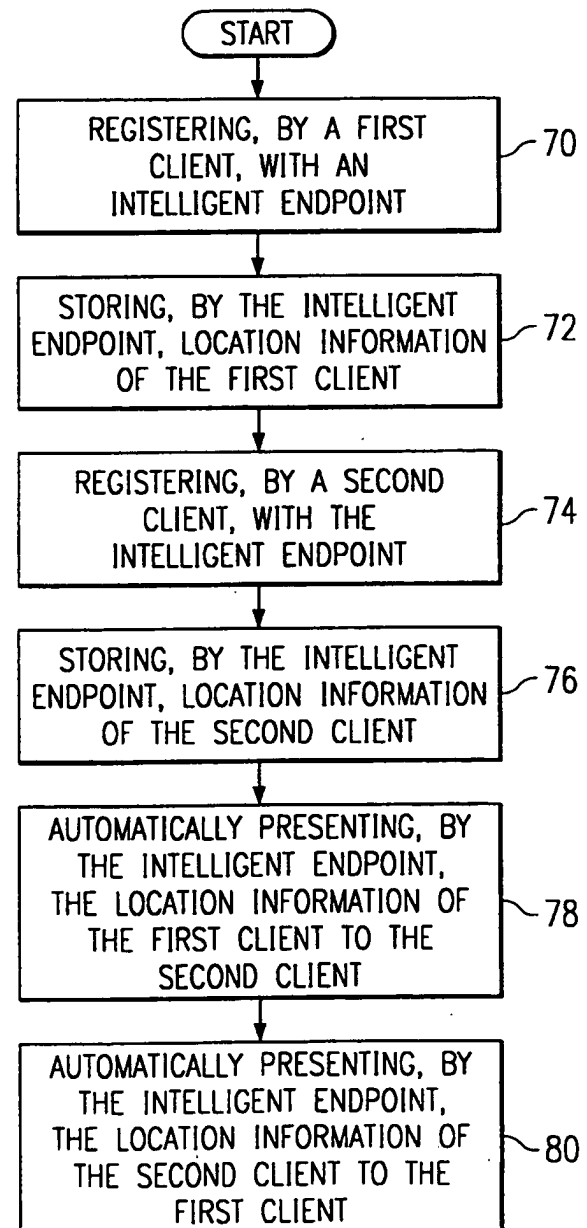 START
REGISTERING, BY A FIRST
CLIENT, WITH AN
INTELLIGENT ENDPOINT
70
STORING, BY THE INTELLIGENT
ENDPOINT, LOCATION INFORMATION
OF THE FIRST CLIENT
72
REGISTERING, BY A SECOND
CLIENT, WITH THE
INTELLIGENT ENDPOINT
74
STORING, BY THE INTELLIGENT
ENDPOINT, LOCATION INFORMATION
OF THE SECOND CLIENT
76
AUTOMATICALLY PRESENTING, BY
THE INTELLIGENT ENDPOINT,
THE LOCATION INFORMATION OF
THE FIRST CLIENT TO THE
SECOND CLIENT
78
AUTOMATICALLY PRESENTING, BY
THE INTELLIGENT ENDPOINT,
THE LOCATION INFORMATION OF
THE SECOND CLIENT TO THE
FIRST CLIENT
80